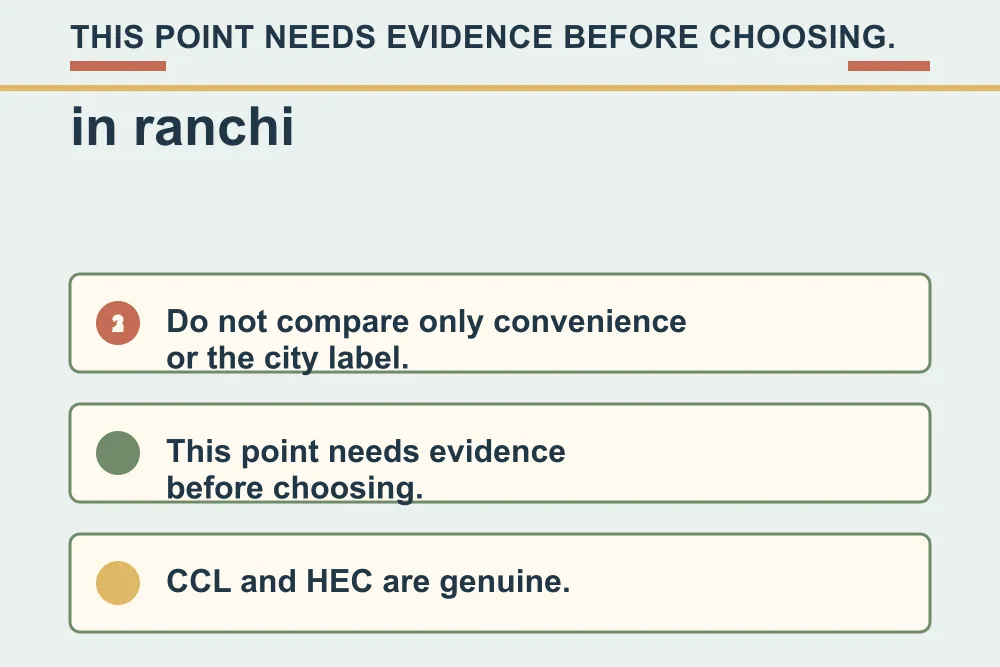 THIS POINT NEEDS EVIDENCE BEFORE CHOOSING.
in ranchi
Do not compare only convenience
or the city label.
This point needs evidence
before choosing.
CCL and HEC are genuine.